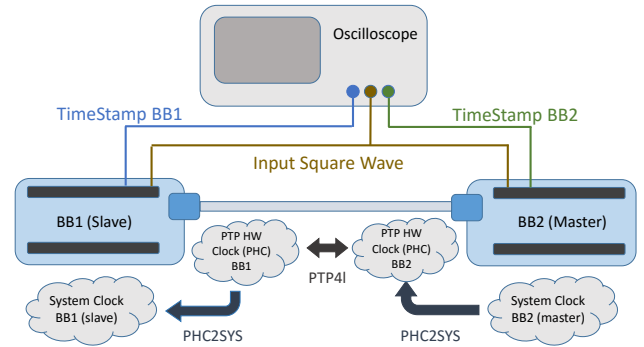 Oscilloscope
TimeStamp BB1
TimeStamp BB2
Input Square Wave
BB1 (Slave)
BB2 (Master)
PTP HW
Clock (PHC)
BB1
PTP HW
Clock (PHC)
BB2
PTP4l
System Clock
BB1 (slave)
System Clock
BB2 (master)
PHC2SYS
PHC2SYS